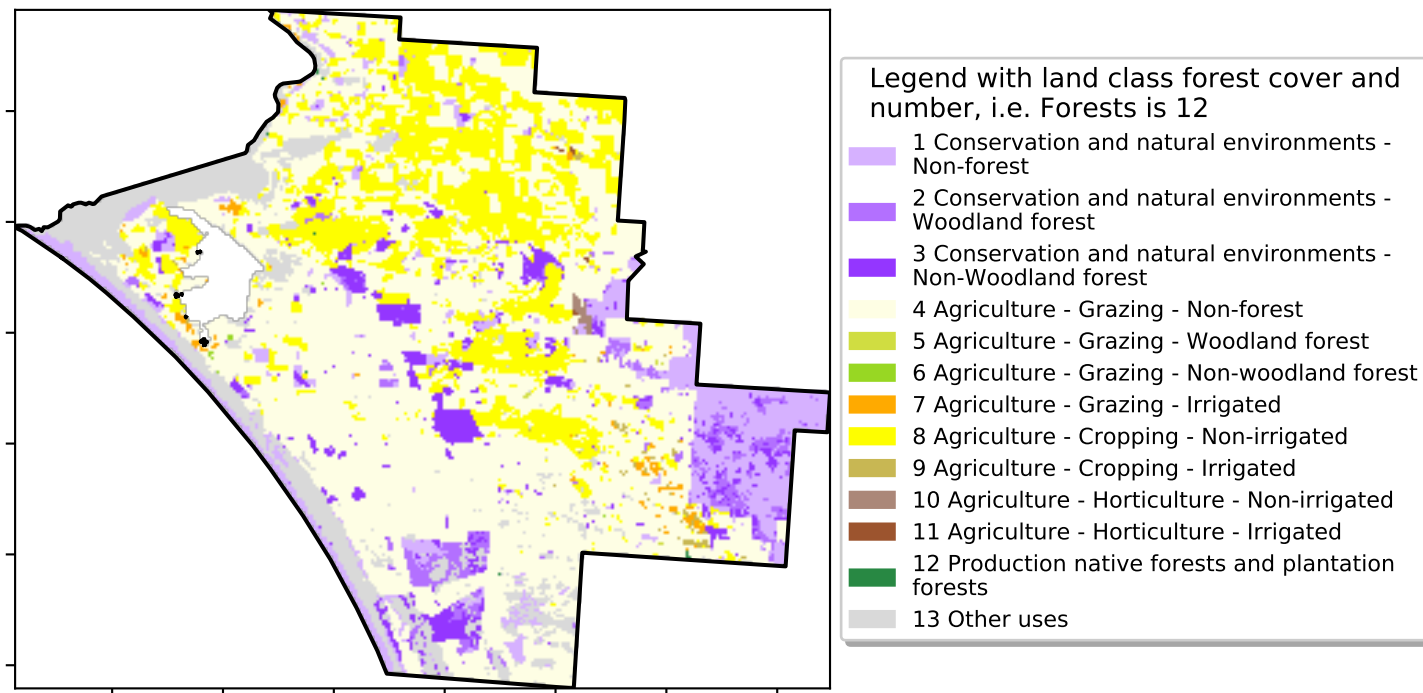 Legend with land class forest cover and
number, i.e. Forests is 12
1 Conservation and natural environments -
Non-forest
2 Conservation and natural environments -
Woodland forest
3 Conservation and natural environments -
Non-Woodland forest
4 Agriculture - Grazing - Non-forest
5 Agriculture - Grazing - Woodland forest
6 Agriculture - Grazing - Non-woodland forest
7 Agriculture - Grazing - Irrigated
8 Agriculture - Cropping - Non-irrigated
9 Agriculture - Cropping - Irrigated
10 Agriculture - Horticulture - Non-irrigated
11 Agriculture - Horticulture - Irrigated
12 Production native forests and plantation
forests
13 Other uses